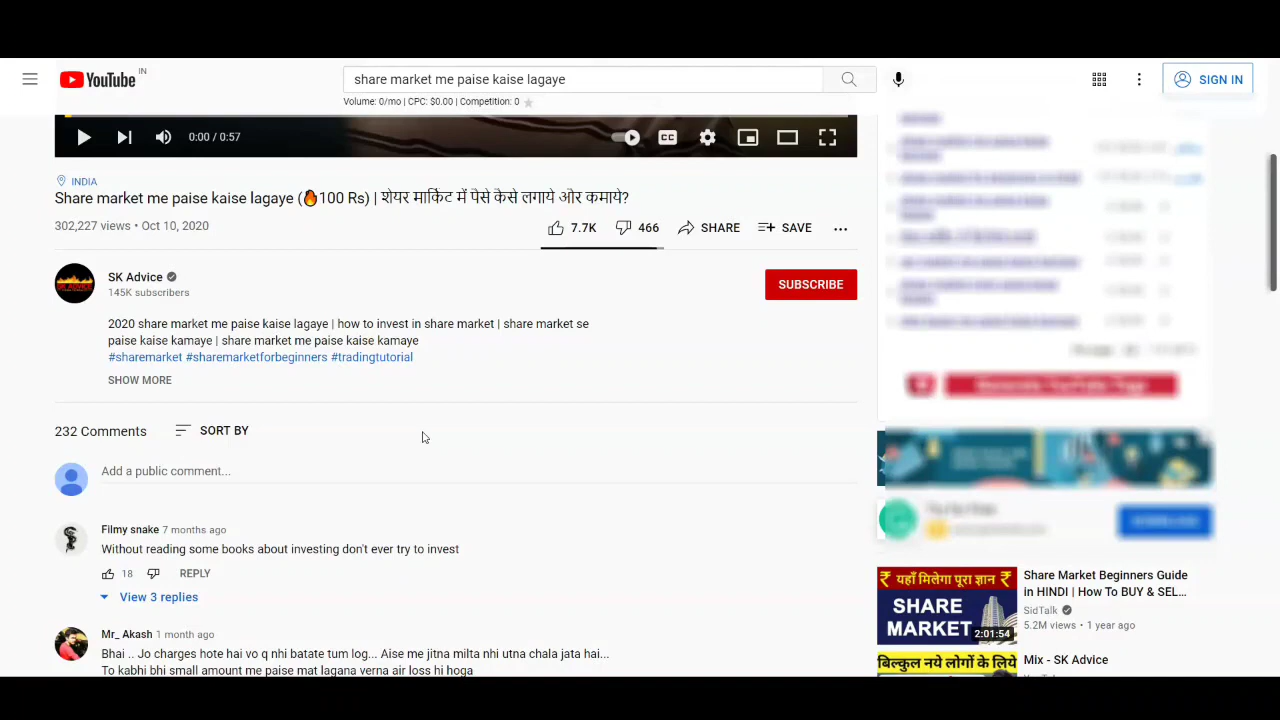 YouTube IN
share market me paise kaise lagaye
SIGN IN
Volume: 0/mo | CPC: $0.00 | Competition: 0
0:00 / 0:57
CC
INDIA
Share market me paise kaise lagaye (🔥100 Rs) | शेयर मार्किट में पैसे कैसे लगाये ओर कमाये?
302,227 views • Oct 10, 2020
7.7K
466
SHARE
SAVE
SK ADVICE
SK Advice
145K subscribers
SUBSCRIBE
2020 share market me paise kaise lagaye | how to invest in share market | share market se
paise kaise kamaye | share market me paise kaise kamaye
#sharemarket #sharemarketforbeginners #tradingtutorial
SHOW MORE
232 Comments
SORT BY
Add a public comment...
Filmy snake 7 months ago
Without reading some books about investing don't ever try to invest
18
REPLY
View 3 replies
Mr_ Akash 1 month ago
Bhai .. Jo charges hote hai vo q nhi batate tum log... Aise me jitna milta nhi utna chala jata hai...
To kabhi bhi small amount me paise mat lagana verna air loss hi hoga
₹ यहाँ मिलेगा पूरा ज्ञान ₹
SHARE
MARKET
2:01:54
Share Market Beginners Guide
in HINDI | How To BUY & SEL...
SidTalk
5.2M views • 1 year ago
बिल्कुल नये लोगों के लिये
Mix - SK Advice